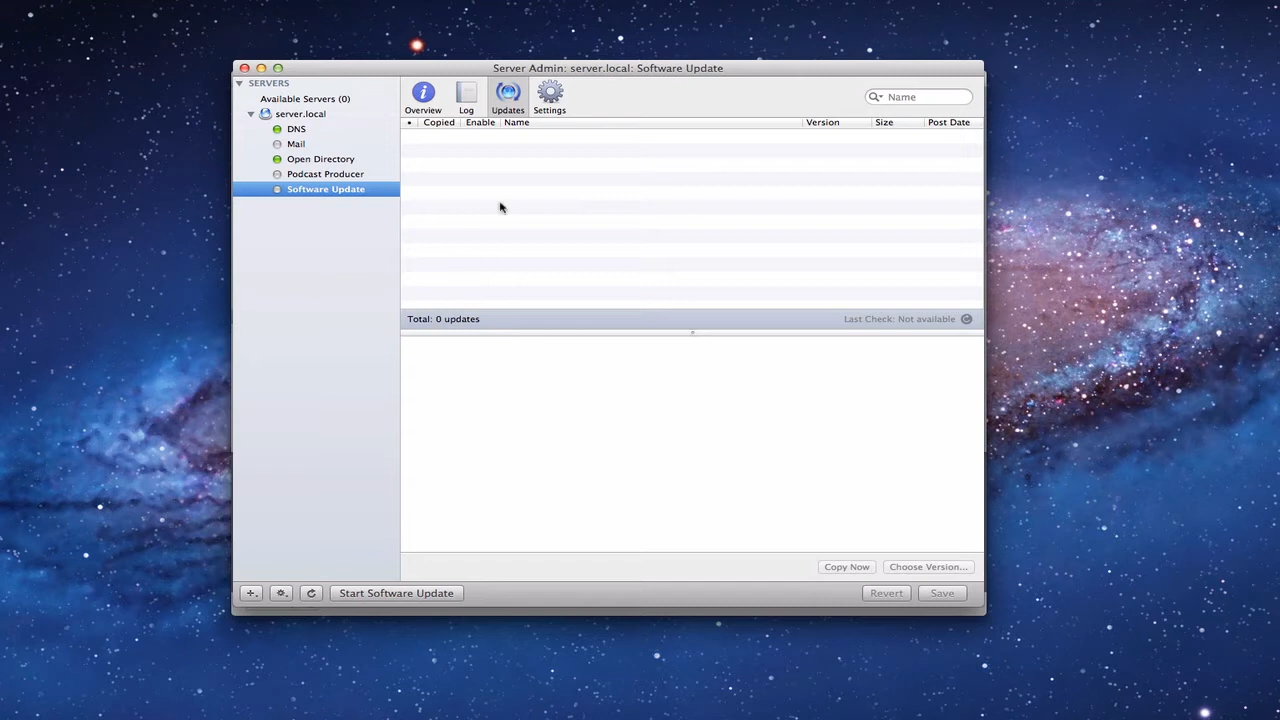 Server Admin: server.local: Software Update
SERVERS
Available Servers (0)
server.local
DNS
Mail
Open Directory
Podcast Producer
Software Update
Overview Log Updates Settings
Name
Copied Enable Name Version Size Post Date
Total: 0 updates Last Check: Not available
Copy Now Choose Version...
Start Software Update Revert Save